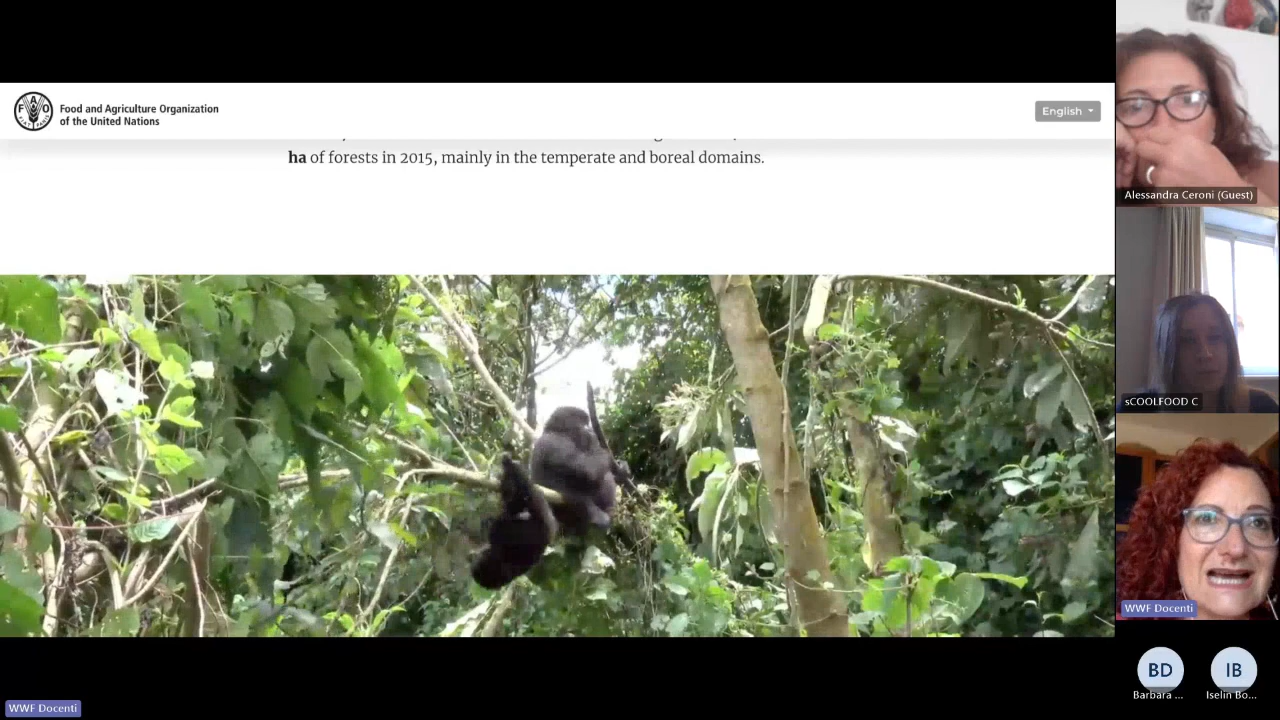 FAO
Food and Agriculture Organization
of the United Nations
English
ha of forests in 2015, mainly in the temperate and boreal domains.
Alessandra Ceroni (Guest)
sCOOLFOOD C
WWF Docenti
BD
IB
Barbara ...
Iselin Bo...
WWF Docenti